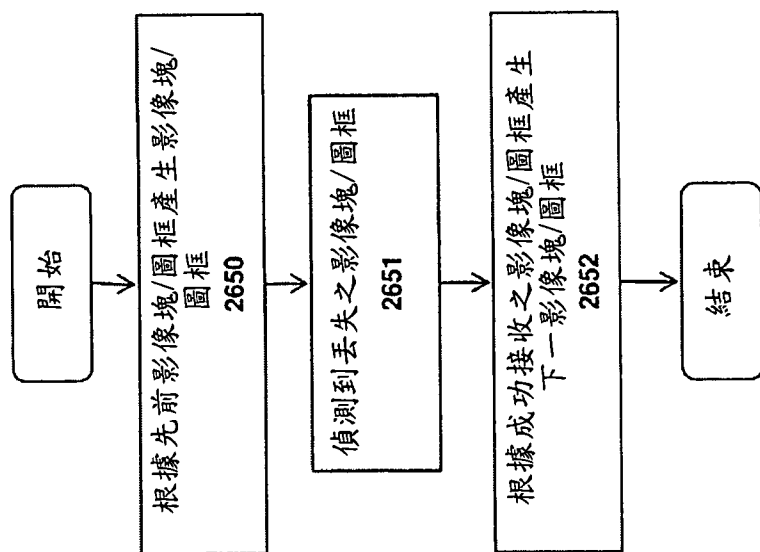 開始
根據先前影像塊/圖框產生影像塊/
圖框
2650
偵測到丟失之影像塊/圖框
2651
根據成功接收之影像塊/圖框產生
下一影像塊/圖框
2652
結束